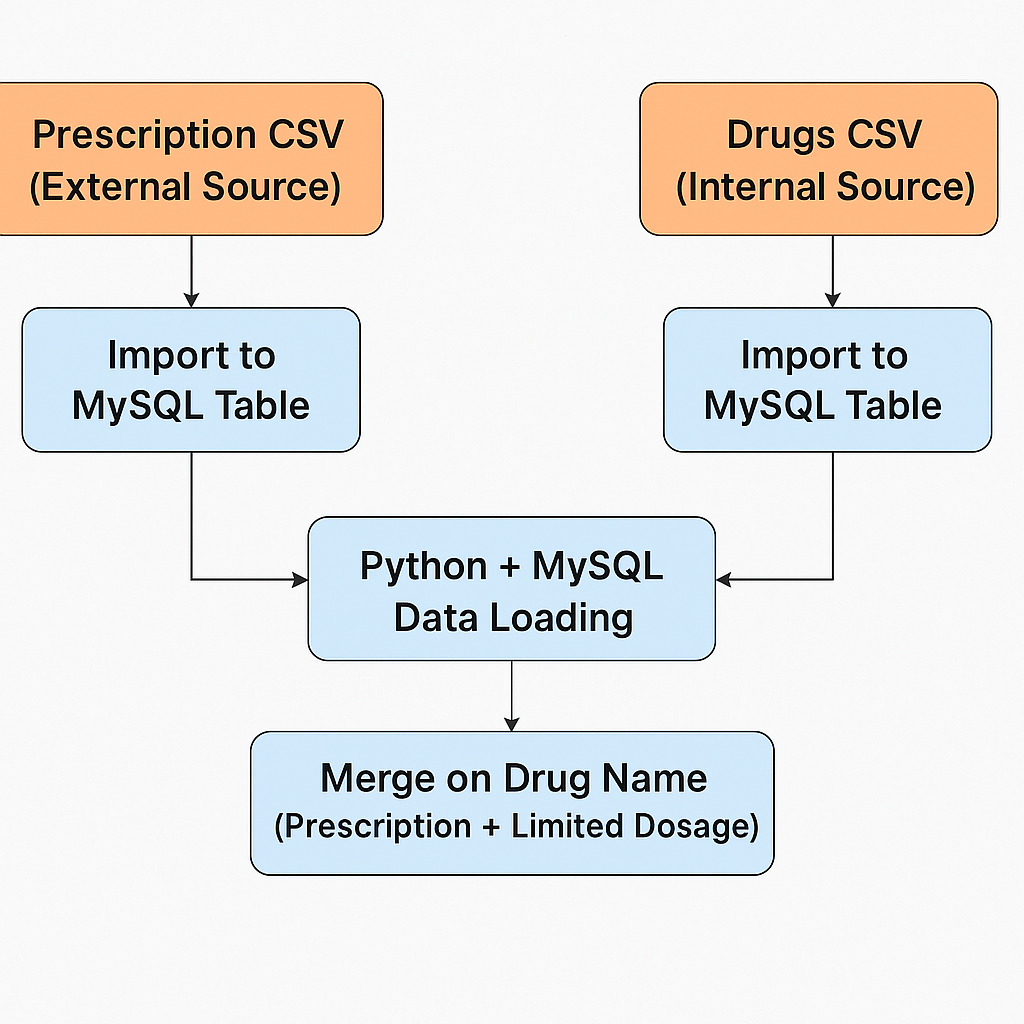 Prescription CSV
(External Source)
Drugs CSV
(Internal Source)
Import to
MySQL Table
Import to
MySQL Table
Python + MySQL
Data Loading
Merge on Drug Name
(Prescription + Limited Dosage)